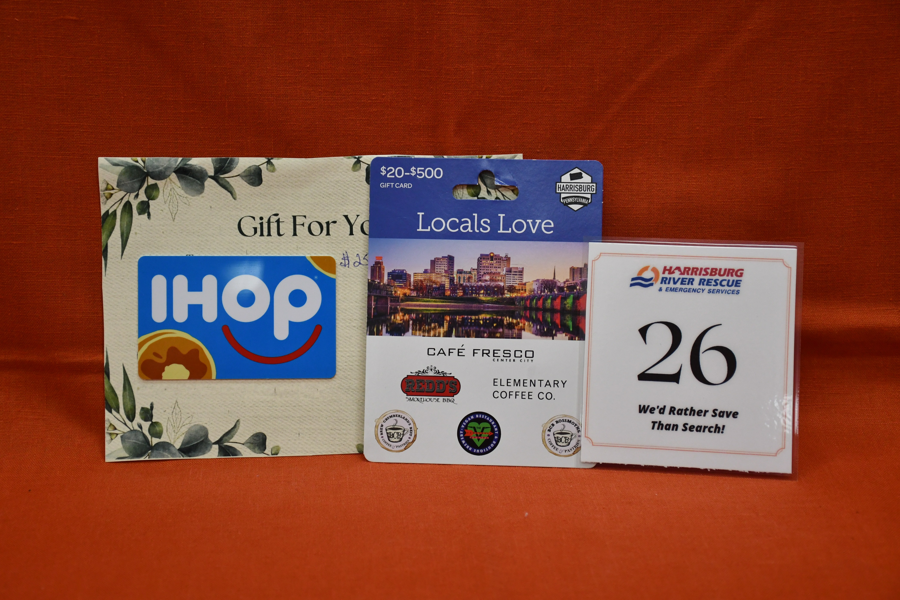 Gift For Yo
$25
IHOP
$20-$500
GIFT CARD
HARRISBURG
PENNSYLVANIA
Locals Love
CAFÉ FRESCO
CENTER CITY
REDD'S
SMOKEHOUSE BBQ
ELEMENTARY
COFFEE CO.
HARRISBURG
RIVER RESCUE
& EMERGENCY SERVICES
26
We'd Rather Save
Than Search!